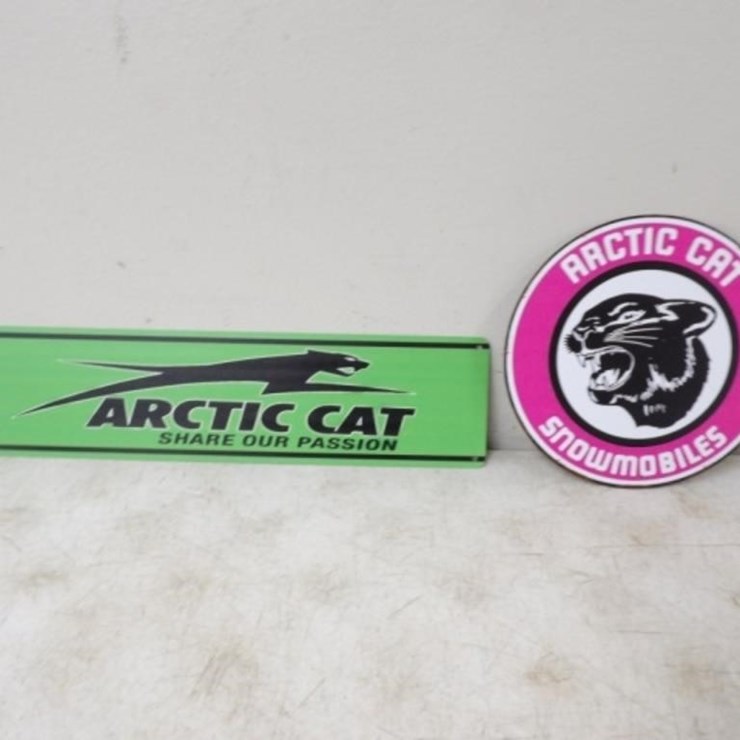 ARCTIC CAT
SHARE OUR PASSION
ARCTIC CAT
SNOWMOBILES